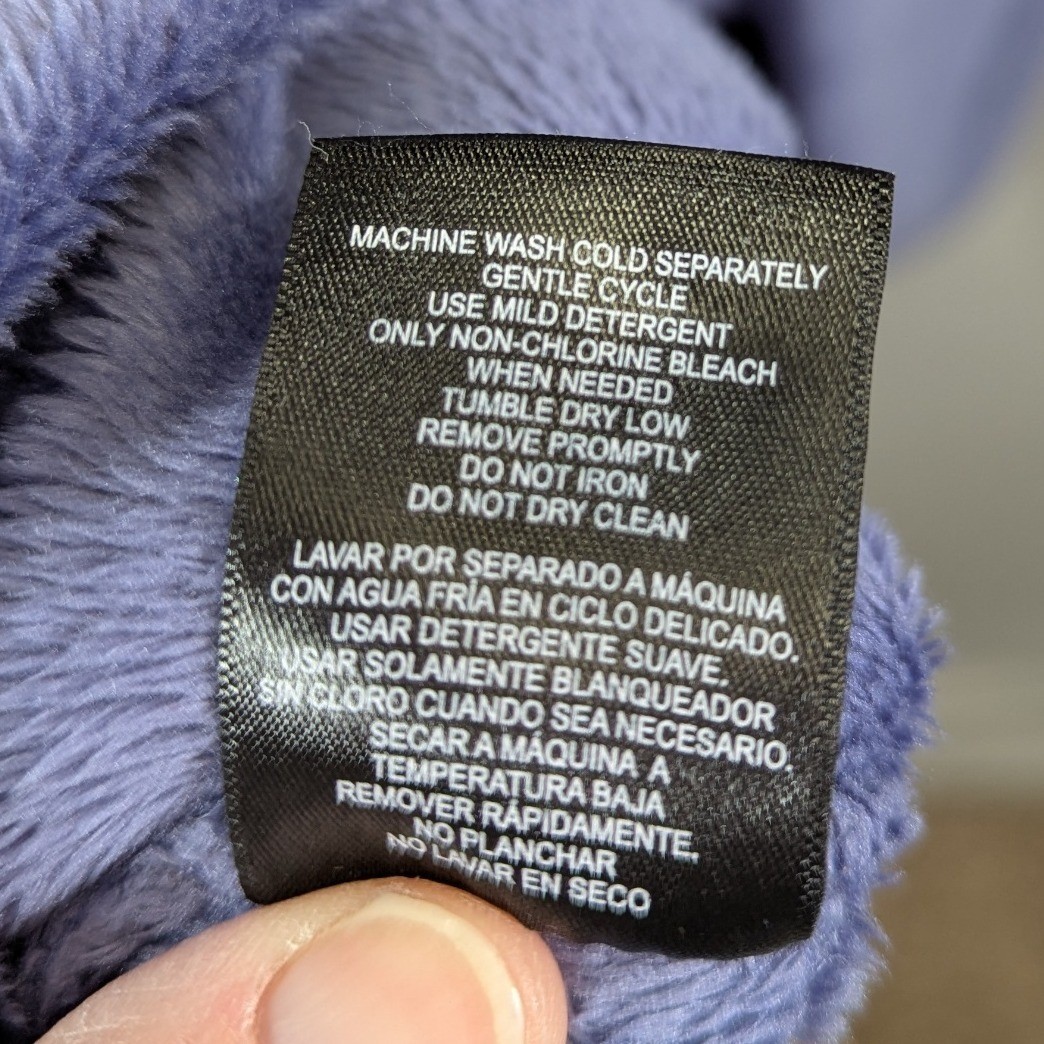 MACHINE WASH COLD SEPARATELY
GENTLE CYCLE
USE MILD DETERGENT
ONLY NON-CHLORINE BLEACH
WHEN NEEDED
TUMBLE DRY LOW
REMOVE PROMPTLY
DO NOT IRON
DO NOT DRY CLEAN
LAVAR POR SEPARADO A MÁQUINA
CON AGUA FRÍA EN CICLO DELICADO.
USAR DETERGENTE SUAVE.
USAR SOLAMENTE BLANQUEADOR
SIN CLORO CUANDO SEA NECESARIO.
SECAR A MÁQUINA A
TEMPERATURA BAJA
REMOVER RÁPIDAMENTE.
NO PLANCHAR
NO LAVAR EN SECO